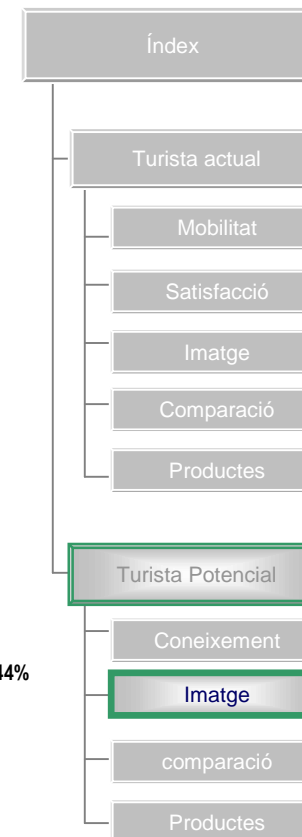 Índex
Turista actual
Mobilitat
Satisfacció
Imatge
Comparació
Productes
Turista Potencial
Coneixement
44%
Imatge
comparació
Productes